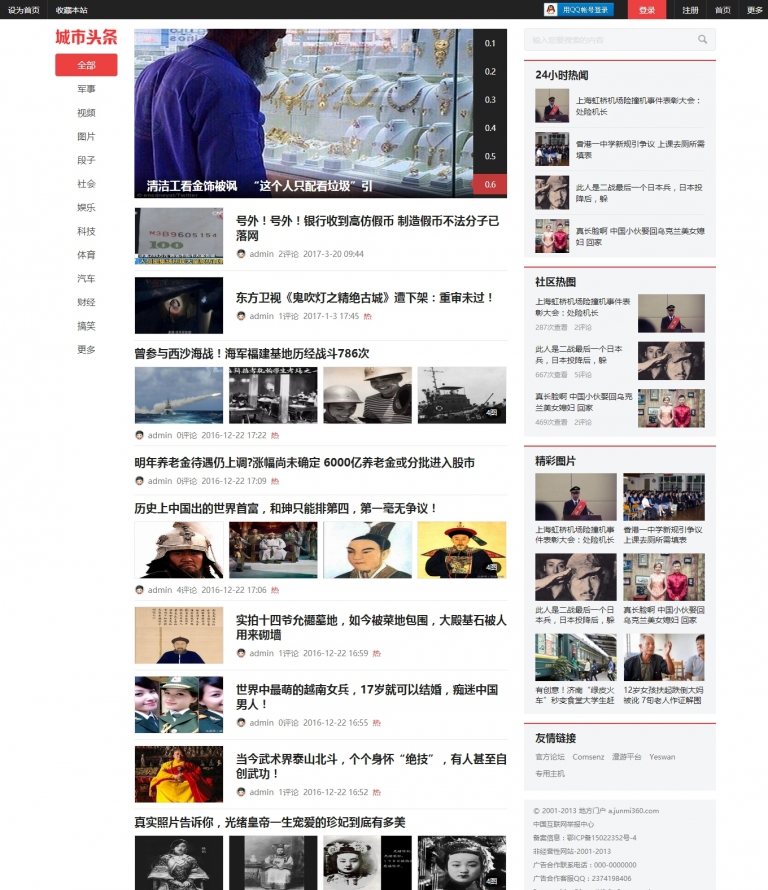 设为首页 收藏本站
用QQ帐号登录 登录 注册 首页 更多
城市头条
全部
军事
视频
图片
段子
社会
娱乐
科技
体育
汽车
财经
搞笑
更多
0.1
0.2
0.3
0.4
0.5
0.6
清洁工看金饰被讽 “这个人只配看垃圾”引
号外！号外！银行收到高仿假币 制造假币不法分子已
落网
admin 2评论 2017-3-20 09:44
东方卫视《鬼吹灯之精绝古城》遭下架：重审未过！
admin 1评论 2017-1-3 17:45 热
曾参与西沙海战！海军福建基地历经战斗786次
4图
admin 0评论 2016-12-22 17:22 热
明年养老金待遇仍上调?涨幅尚未确定 6000亿养老金或分批进入股市
admin 0评论 2016-12-22 17:09 热
历史上中国出的世界首富，和珅只能排第四，第一毫无争议！
4图
admin 4评论 2016-12-22 17:06 热
实拍十四爷允禵墓地，如今被菜地包围，大殿基石被人
用来砌墙
admin 1评论 2016-12-22 16:59 热
世界中最萌的越南女兵，17岁就可以结婚，痴迷中国
男人！
admin 0评论 2016-12-22 16:55 热
当今武术界泰山北斗，个个身怀“绝技”，有人甚至自
创武功！
admin 1评论 2016-12-22 16:52 热
真实照片告诉你，光绪皇帝一生宠爱的珍妃到底有多美
4图
输入您要搜索的内容
24小时热闻
上海虹桥机场险撞机事件表彰大会：
处险机长
香港一中学新规引争议 上课去厕所需
填表
此人是二战最后一个日本兵，日本投
降后，躲
真长脸啊 中国小伙娶回乌克兰美女媳
妇 回家
社区热图
上海虹桥机场险撞机事件表
彰大会：处险机长
287次查看 2评论
此人是二战最后一个日本
兵，日本投降后，躲
667次查看 5评论
真长脸啊 中国小伙娶回乌克
兰美女媳妇 回家
469次查看 2评论
精彩图片
上海虹桥机场险撞机事
件表彰大会：处险机长
香港一中学新规引争议
上课去厕所需填表
此人是二战最后一个日
本兵，日本投降后，躲
真长脸啊 中国小伙娶回
乌克兰美女媳妇 回家
有创意！济南“绿皮火
车”秒变食堂大学生赶
12岁女孩扶起跌倒大妈
被讹 7旬老人作证解围
友情链接
官方论坛 Comsenz 漫游平台 Yeswan
专用主机
© 2001-2013 地方门户 a.junmi360.com
中国互联网举报中心
备案信息：鄂ICP备15022352号-4
非经营性网站-2001-2013
广告合作联系电话：000-0000000
广告合作客服QQ：2374198406